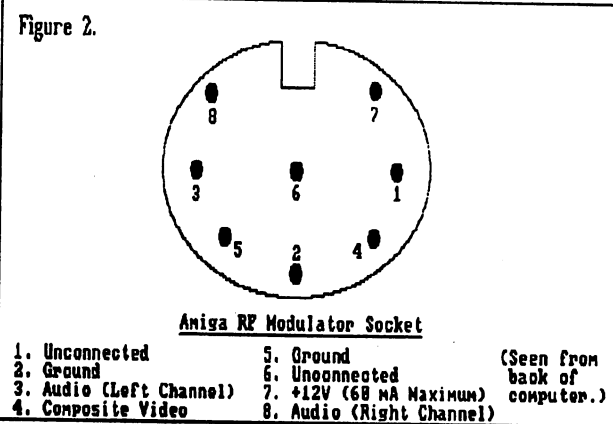 Figure 2.
8
7
3
6
1
5
2
4
Amiga RF Modulator Socket
1. Unconnected
2. Ground
3. Audio (Left Channel)
4. Composite Video
5. Ground
6. Unconnected
7. +12V (60 mA Maximum)
8. Audio (Right Channel)
(Seen from
back of
computer.)